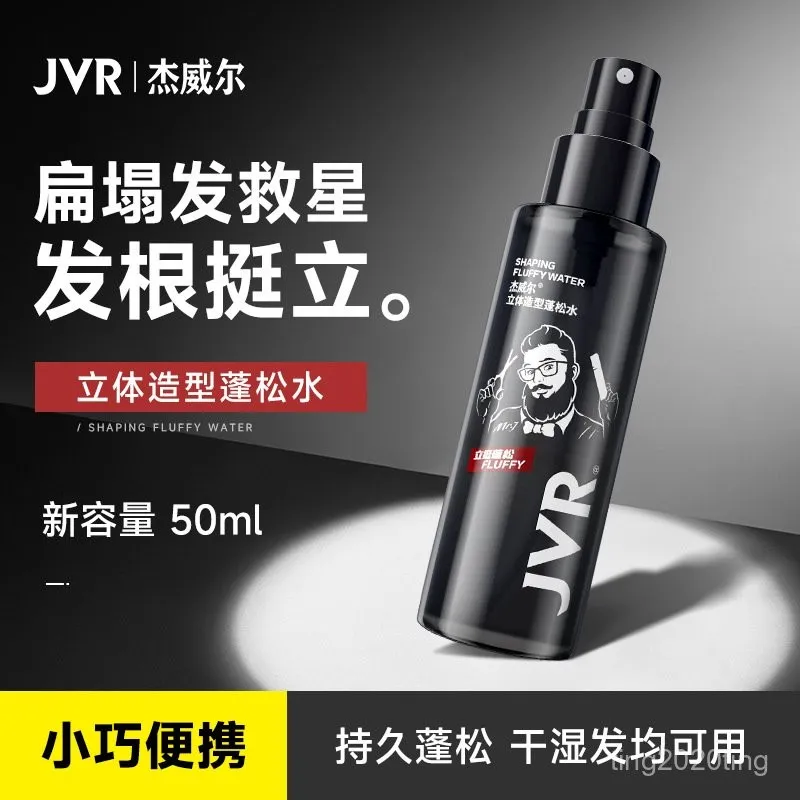 JVR | 杰威尔
扁塌发救星
发根挺立。
立体造型蓬松水
/ SHAPING FLUFFY WATER
新容量 50ml
SHAPING
FLUFFY WATER
杰威尔®
立体造型蓬松水
Mr.J
立挺蓬松
FLUFFY
JVR®
小巧便携
持久蓬松 干湿发均可用
ting2020ting